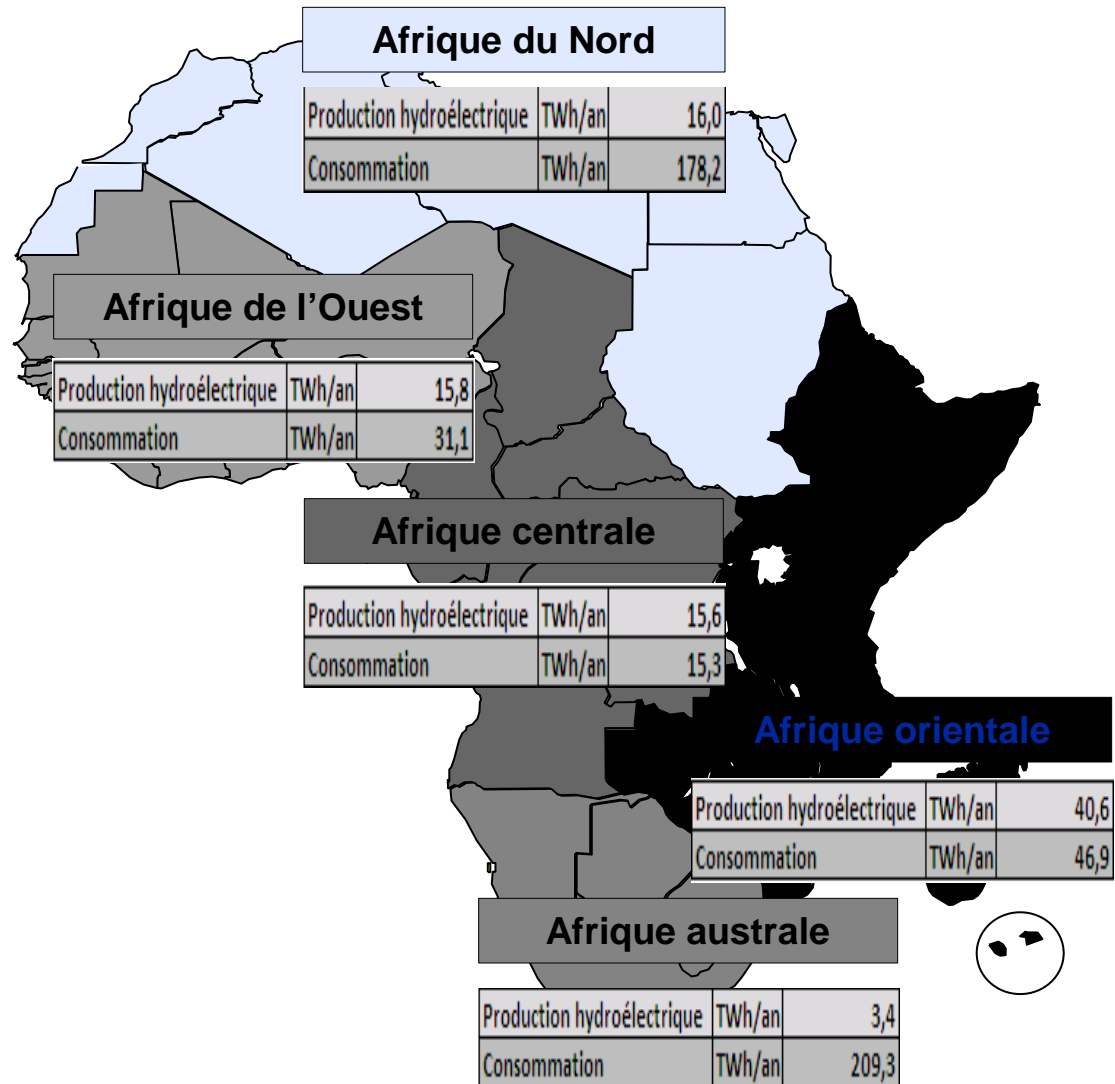 Afrique du Nord
Production hydroélectrique TWh/an 16,0
Consommation TWh/an 178,2
Afrique de l’Ouest
Production hydroélectrique TWh/an 15,8
Consommation TWh/an 31,1
Afrique centrale
Production hydroélectrique TWh/an 15,6
Consommation TWh/an 15,3
Afrique orientale
Production hydroélectrique TWh/an 40,6
Consommation TWh/an 46,9
Afrique australe
Production hydroélectrique TWh/an 3,4
Consommation TWh/an 209,3